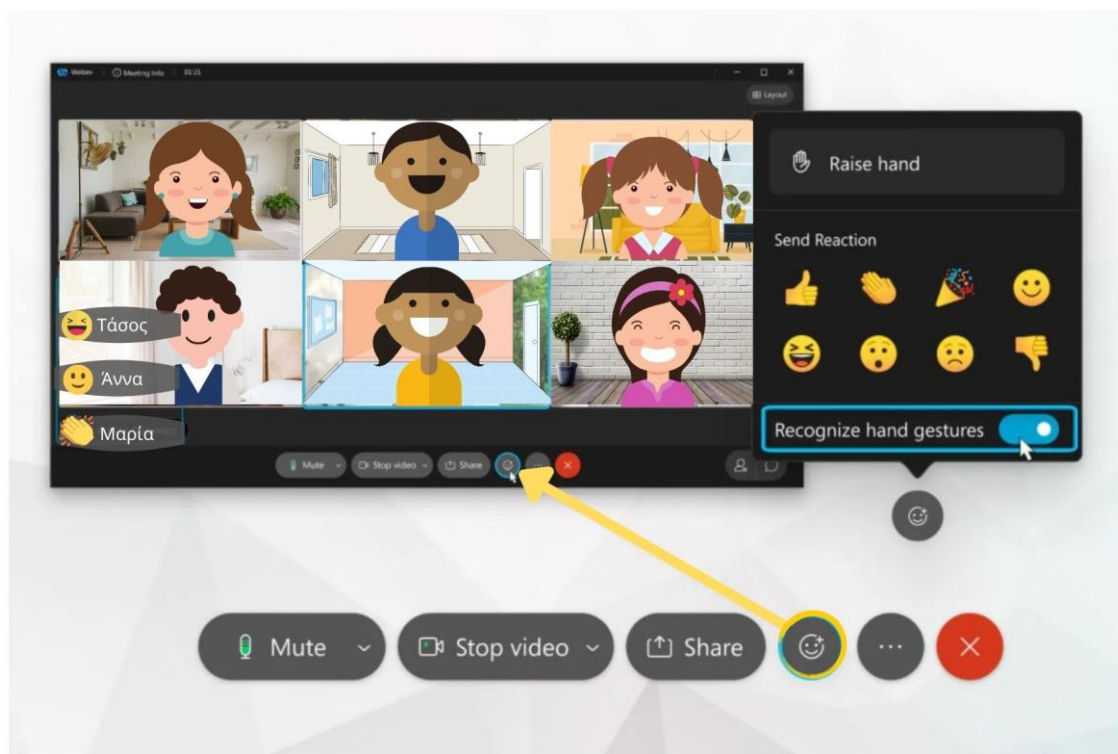 Webex
Meeting Info
01:21
Layout
Raise hand
Send Reaction
Τάσος
Άννα
Μαρία
Recognize hand gestures
Mute
Stop video
Share
Mute
Stop video
Share